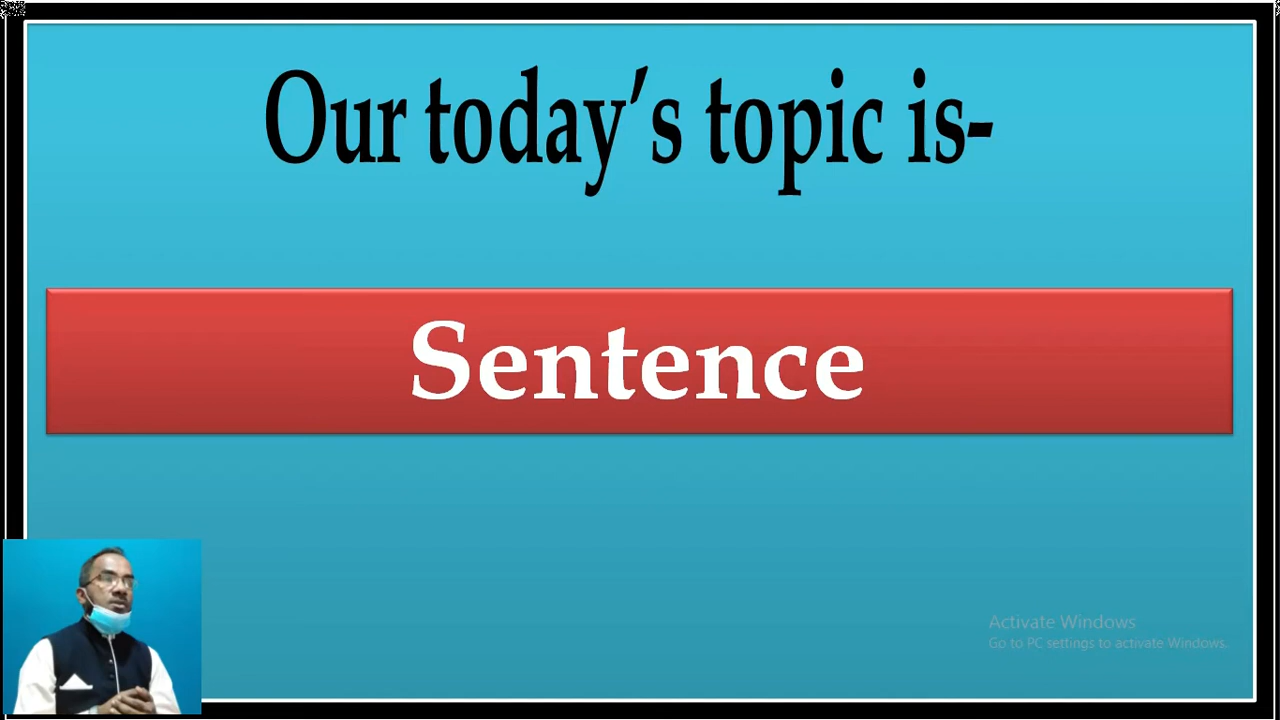 Our today’s topic is-
Sentence
Activate Windows
Go to PC settings to activate Windows.